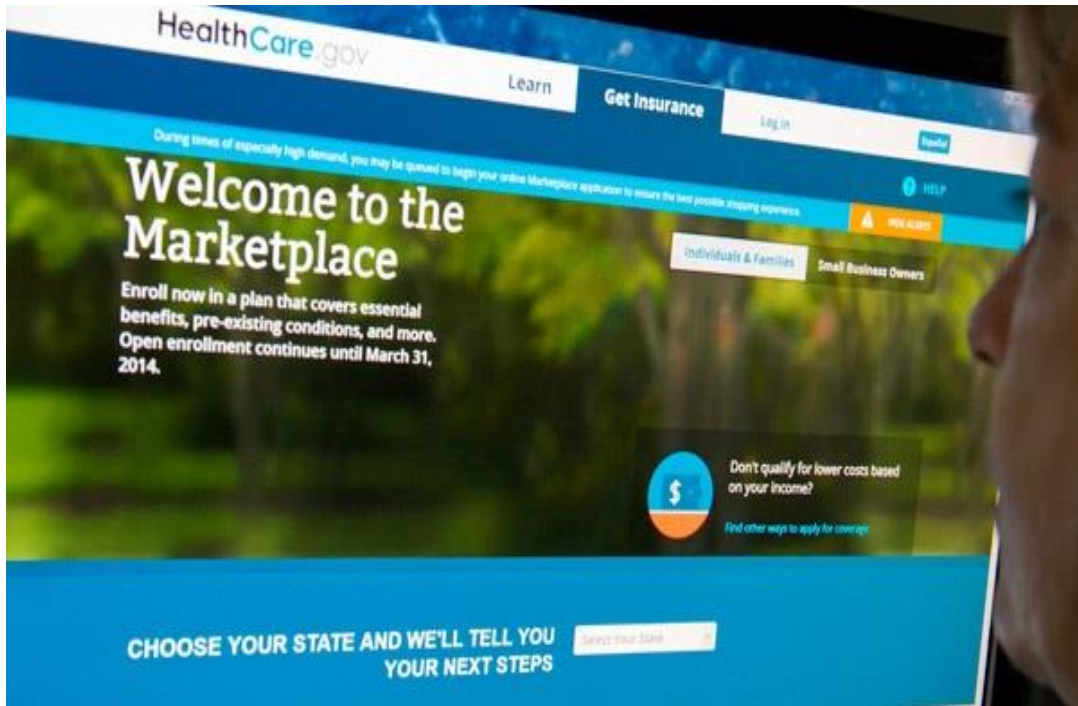 HealthCare.gov
Learn
Get Insurance
Log in
Español
HELP
During times of especially high demand, you may be queued to begin your online Marketplace application to ensure the best possible shopping experience.
HIDE ALERTS
Welcome to the
Marketplace
Individuals & Families
Small Business Owners
Enroll now in a plan that covers essential
benefits, pre-existing conditions, and more.
Open enrollment continues until March 31,
2014.
$
Don't qualify for lower costs based
on your income?
Find other ways to apply for coverage
CHOOSE YOUR STATE AND WE'LL TELL YOU
YOUR NEXT STEPS
Select Your State